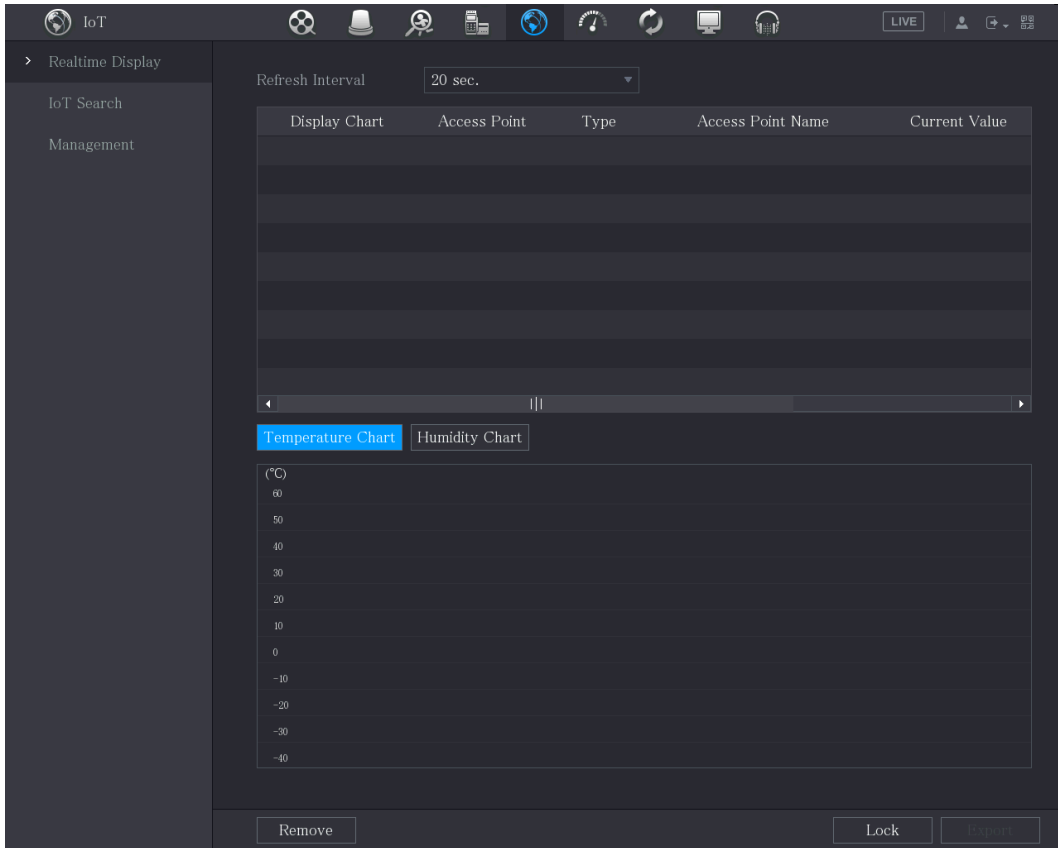 IoT
LIVE
Realtime Display
IoT Search
Management
Refresh Interval 20 sec.
Display Chart Access Point Type Access Point Name Current Value
Temperature Chart Humidity Chart
(°C)
60
50
40
30
20
10
0
-10
-20
-30
-40
Remove Lock Export